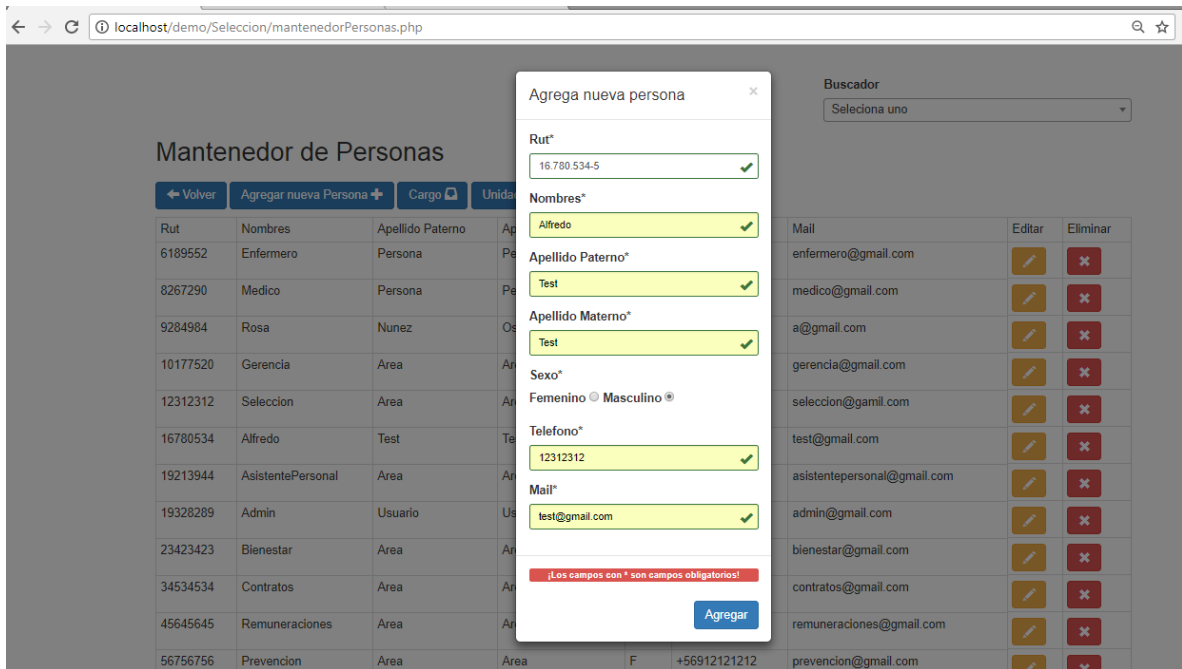 localhost/demo/Seleccion/mantenedorPersonas.php
Buscador
Seleciona uno
Mantenedor de Personas
Volver Agregar nueva Persona Cargo
Rut Nombres Apellido Paterno Mail Editar Eliminar
6189552 Enfermero Persona enfermero@gmail.com
8267290 Medico Persona medico@gmail.com
9284984 Rosa Nunez a@gmail.com
10177520 Gerencia Area gerencia@gmail.com
12312312 Seleccion Area seleccion@gamil.com
16780534 Alfredo Test test@gmail.com
19213944 AsistentePersonal Area asistentepersonal@gmail.com
19328289 Admin Usuario admin@gmail.com
23423423 Bienestar Area bienestar@gmail.com
34534534 Contratos Area contratos@gmail.com
45645645 Remuneraciones Area remuneraciones@gmail.com
56756756 Prevencion Area Area F +56912121212 prevencion@gmail.com
Agrega nueva persona ×
Rut*
16.780.534-5
Nombres*
Alfredo
Apellido Paterno*
Test
Apellido Materno*
Test
Sexo*
Femenino Masculino
Telefono*
12312312
Mail*
test@gmail.com
¡Los campos con * son campos obligatorios!
Agregar